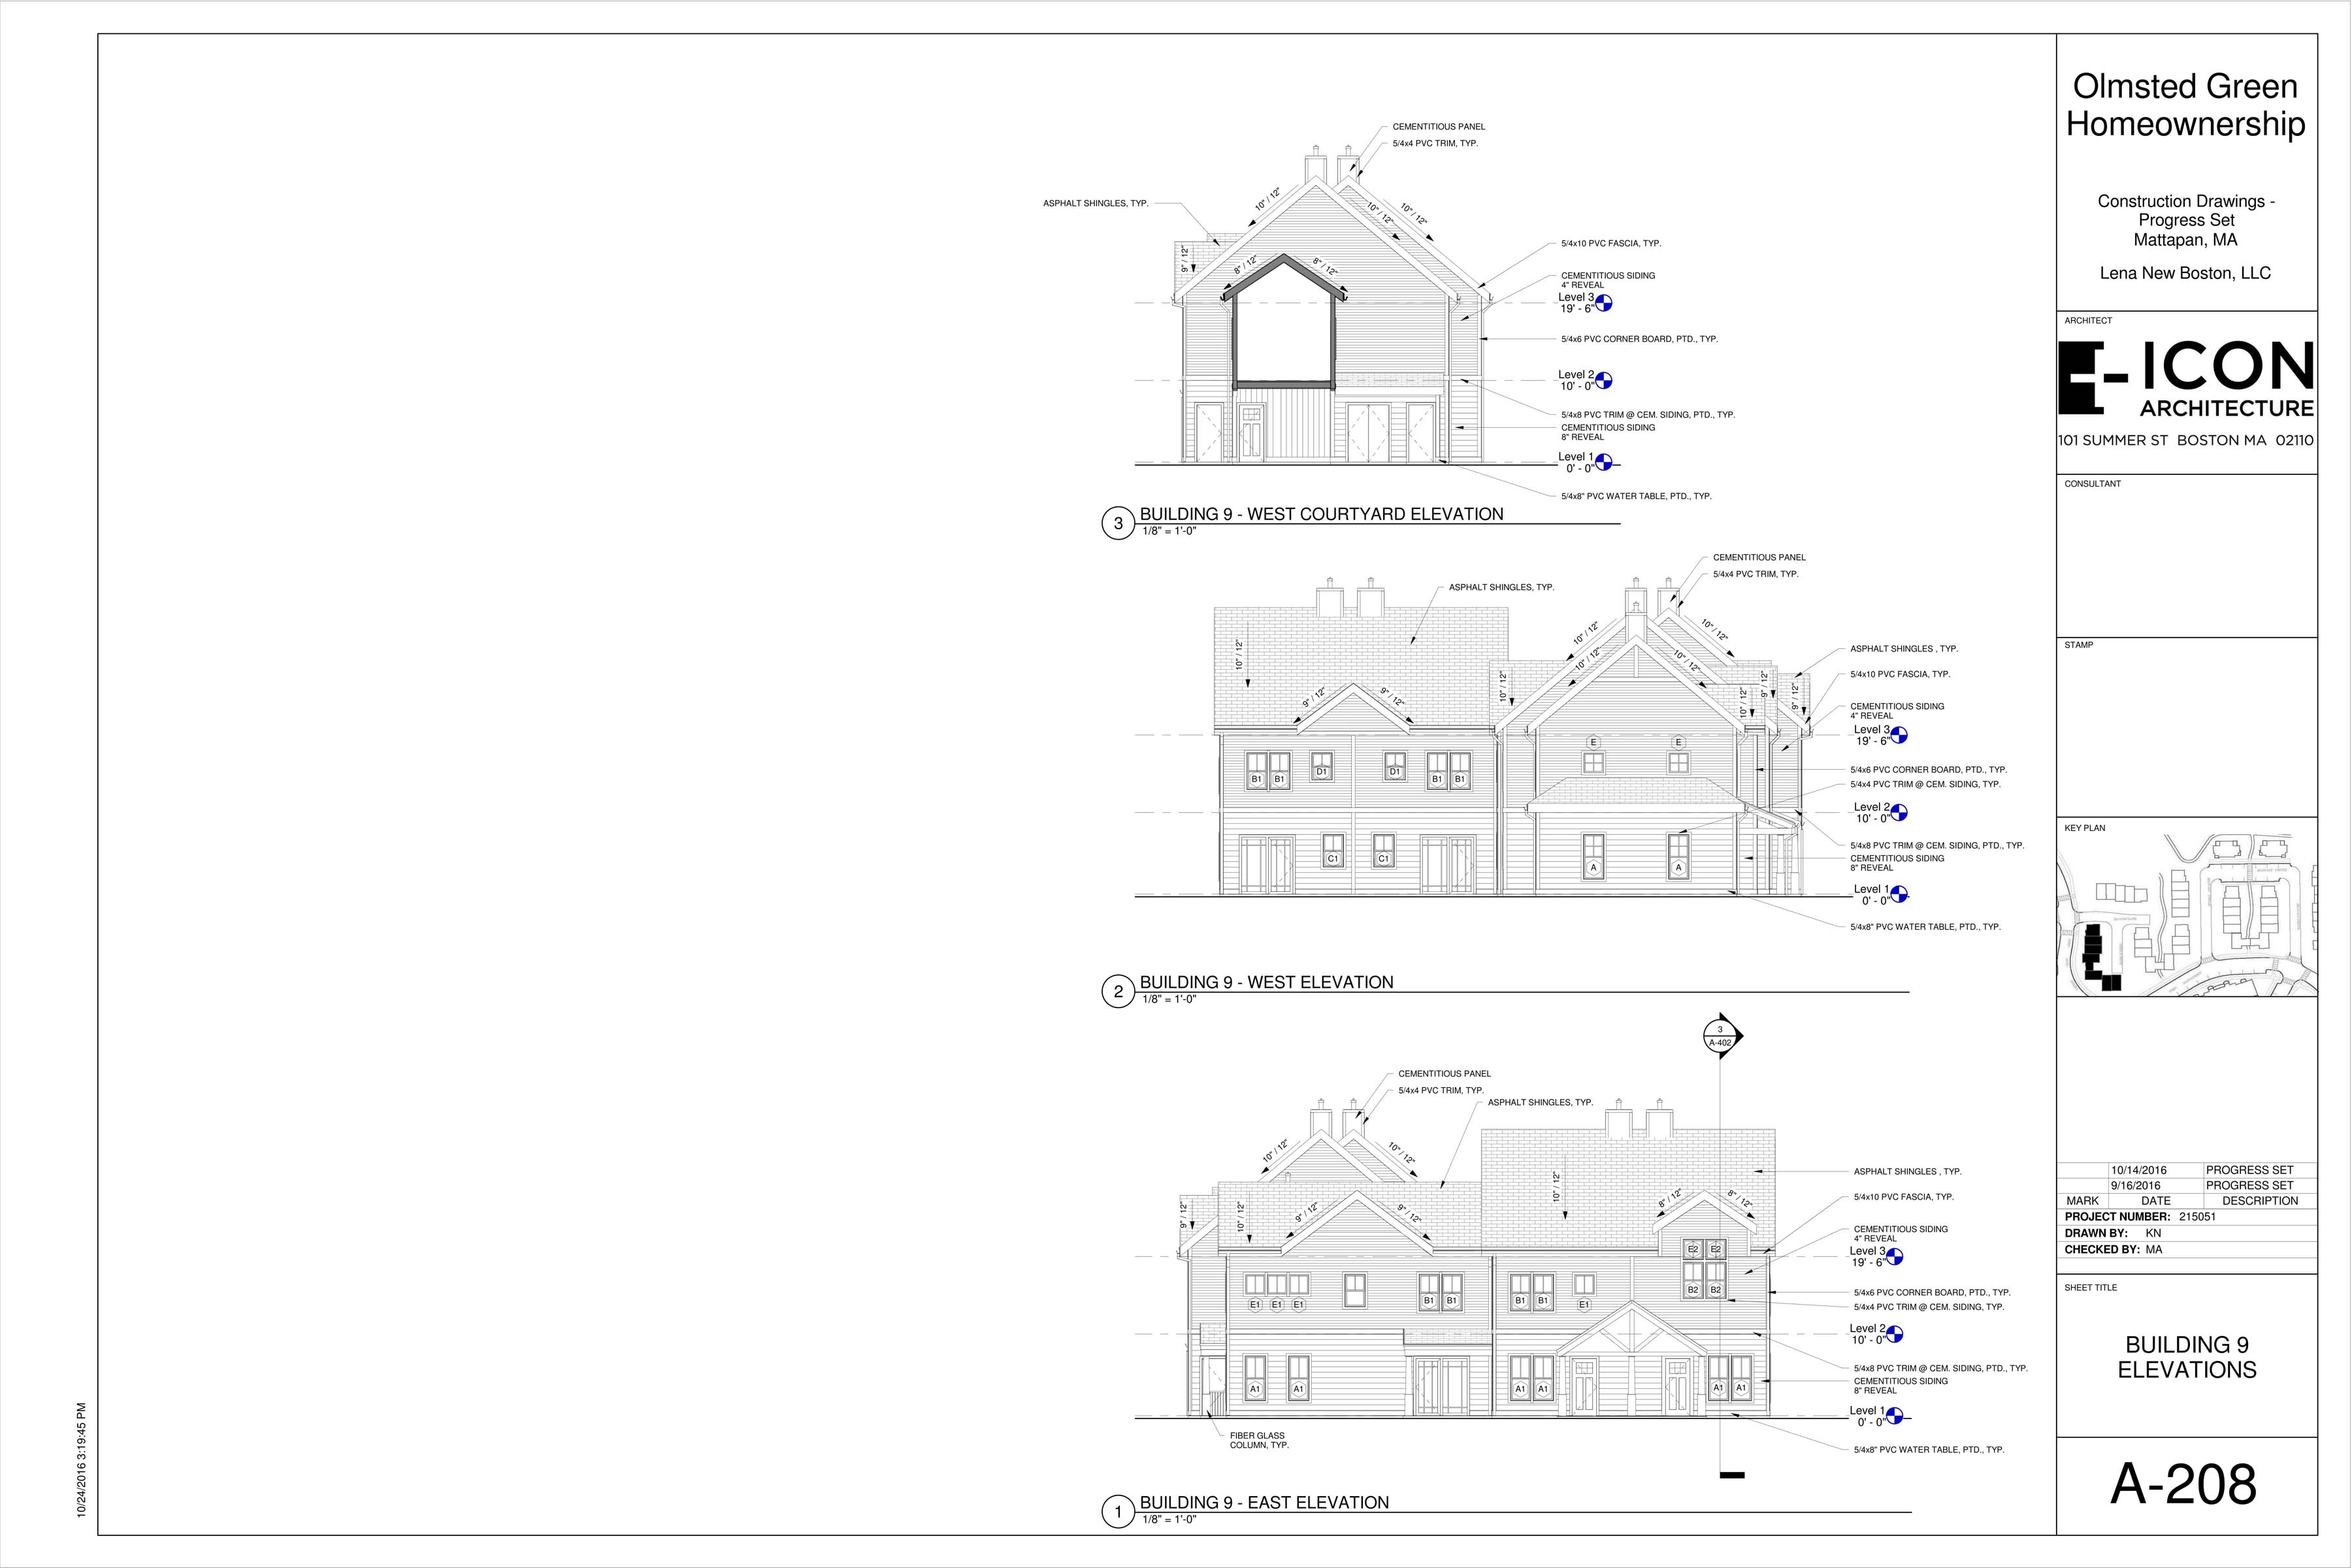 CEMENTITIOUS PANEL
5/4x4 PVC TRIM, TYP.
ASPHALT SHINGLES, TYP.
10" / 12"
10" / 12"
10" / 12"
9" / 12"
8" / 12"
8" / 12"
5/4x10 PVC FASCIA, TYP.
CEMENTITIOUS SIDING
4" REVEAL
Level 3
19' - 6"
5/4x6 PVC CORNER BOARD, PTD., TYP.
Level 2
10' - 0"
5/4x8 PVC TRIM @ CEM. SIDING, PTD., TYP.
CEMENTITIOUS SIDING
8" REVEAL
Level 1
0' - 0"
5/4x8" PVC WATER TABLE, PTD., TYP.
3
BUILDING 9 - WEST COURTYARD ELEVATION
1/8" = 1'-0"
CEMENTITIOUS PANEL
5/4x4 PVC TRIM, TYP.
ASPHALT SHINGLES, TYP.
10" / 12"
10" / 12"
10" / 12"
10" / 12"
10" / 12"
9" / 12"
9" / 12"
10" / 12"
10" / 12"
9" / 12"
9" / 12"
ASPHALT SHINGLES , TYP.
5/4x10 PVC FASCIA, TYP.
CEMENTITIOUS SIDING
4" REVEAL
Level 3
19' - 6"
E
E
B1
B1
D1
D1
B1
B1
5/4x6 PVC CORNER BOARD, PTD., TYP.
5/4x4 PVC TRIM @ CEM. SIDING, TYP.
Level 2
10' - 0"
5/4x8 PVC TRIM @ CEM. SIDING, PTD., TYP.
CEMENTITIOUS SIDING
8" REVEAL
C1
C1
A
A
Level 1
0' - 0"
5/4x8" PVC WATER TABLE, PTD., TYP.
2
BUILDING 9 - WEST ELEVATION
1/8" = 1'-0"
3
A-402
CEMENTITIOUS PANEL
5/4x4 PVC TRIM, TYP.
ASPHALT SHINGLES, TYP.
10" / 12"
10" / 12"
9" / 12"
10" / 12"
9" / 12"
9" / 12"
10" / 12"
8" / 12"
8" / 12"
ASPHALT SHINGLES , TYP.
5/4x10 PVC FASCIA, TYP.
CEMENTITIOUS SIDING
4" REVEAL
Level 3
19' - 6"
E2
E2
B2
B2
E1
E1
E1
B1
B1
B1
B1
E1
5/4x6 PVC CORNER BOARD, PTD., TYP.
5/4x4 PVC TRIM @ CEM. SIDING, TYP.
Level 2
10' - 0"
5/4x8 PVC TRIM @ CEM. SIDING, PTD., TYP.
CEMENTITIOUS SIDING
8" REVEAL
A1
A1
A1
A1
A1
A1
Level 1
0' - 0"
FIBER GLASS
COLUMN, TYP.
5/4x8" PVC WATER TABLE, PTD., TYP.
1
BUILDING 9 - EAST ELEVATION
1/8" = 1'-0"
10/24/2016 3:19:45 PM
Olmsted Green
Homeownership
Construction Drawings -
Progress Set
Mattapan, MA
Lena New Boston, LLC
ARCHITECT
ICON
ARCHITECTURE
101 SUMMER ST BOSTON MA 02110
CONSULTANT
STAMP
KEY PLAN
10/14/2016 PROGRESS SET
9/16/2016 PROGRESS SET
MARK DATE DESCRIPTION
PROJECT NUMBER: 215051
DRAWN BY: KN
CHECKED BY: MA
SHEET TITLE
BUILDING 9
ELEVATIONS
A-208